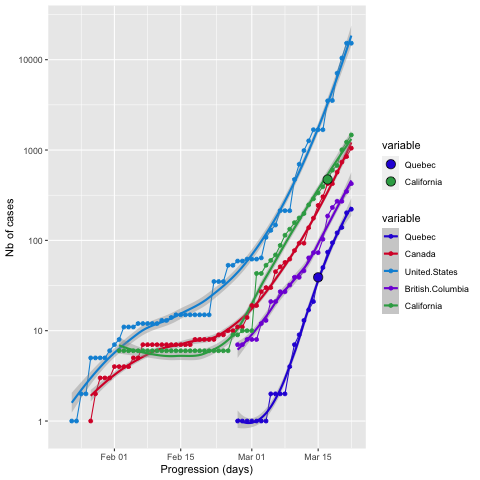 Nb of cases
10000
1000
100
10
1
Feb 01
Feb 15
Mar 01
Mar 15
Progression (days)
variable
Quebec
California
variable
Quebec
Canada
United.States
British.Columbia
California